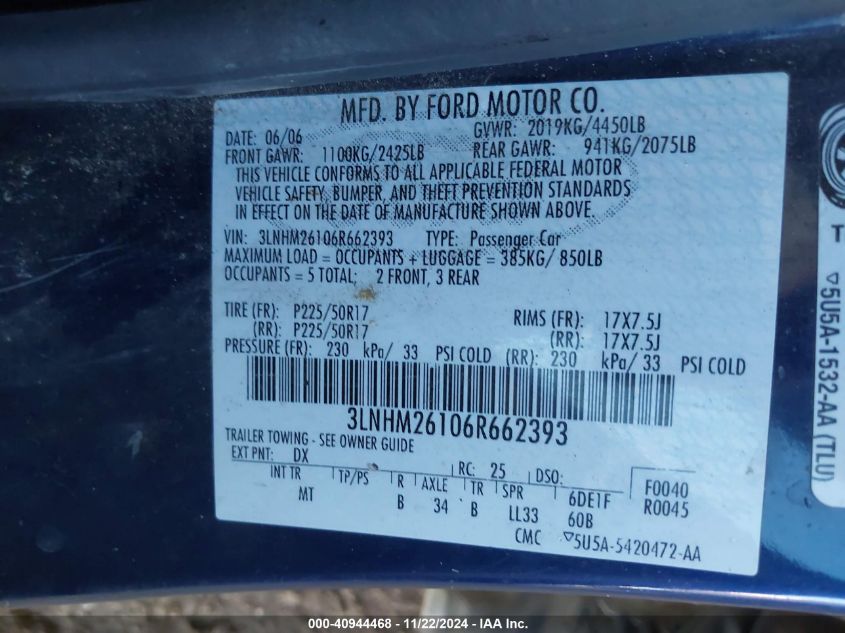 MFD. BY FORD MOTOR CO.
DATE: 06/06 GVWR: 2019KG/4450LB
FRONT GAWR: 1100KG/2425LB REAR GAWR: 941KG/2075LB
THIS VEHICLE CONFORMS TO ALL APPLICABLE FEDERAL MOTOR
VEHICLE SAFETY, BUMPER, AND THEFT PREVENTION STANDARDS
IN EFFECT ON THE DATE OF MANUFACTURE SHOWN ABOVE.
VIN: 3LNHM26106R662393 TYPE: Passenger Car
MAXIMUM LOAD = OCCUPANTS + LUGGAGE = 385KG/ 850LB
OCCUPANTS = 5 TOTAL: 2 FRONT, 3 REAR
TIRE (FR): P225/50R17 RIMS (FR): 17X7.5J
(RR): P225/50R17 (RR): 17X7.5J
PRESSURE (FR): 230 kPa/ 33 PSI COLD (RR): 230 kPa/ 33 PSI COLD
3LNHM26106R662393
TRAILER TOWING - SEE OWNER GUIDE
EXT PNT: DX RC: 25 DSO: F0040
INT TR TP/PS R AXLE TR SPR 6DE1F R0045
MT B 34 B LL33 60B
CMC ▽5U5A-5420472-AA
T ▽5U5A-1532-AA (TLU)
000-40944468 - 11/22/2024 - IAA Inc.